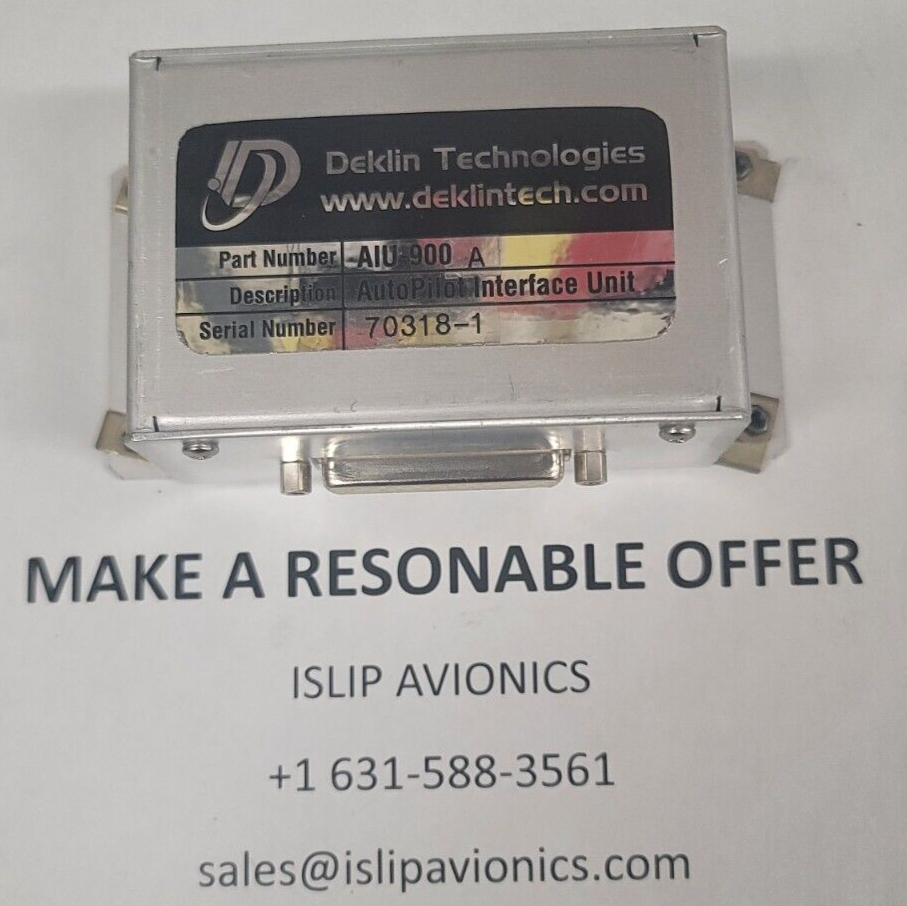 Deklin Technologies
www.deklintech.com
Part Number AIU-900 A
Description AutoPilot Interface Unit
Serial Number 70318-1
MAKE A RESONABLE OFFER
ISLIP AVIONICS
+1 631-588-3561
sales@islipavionics.com